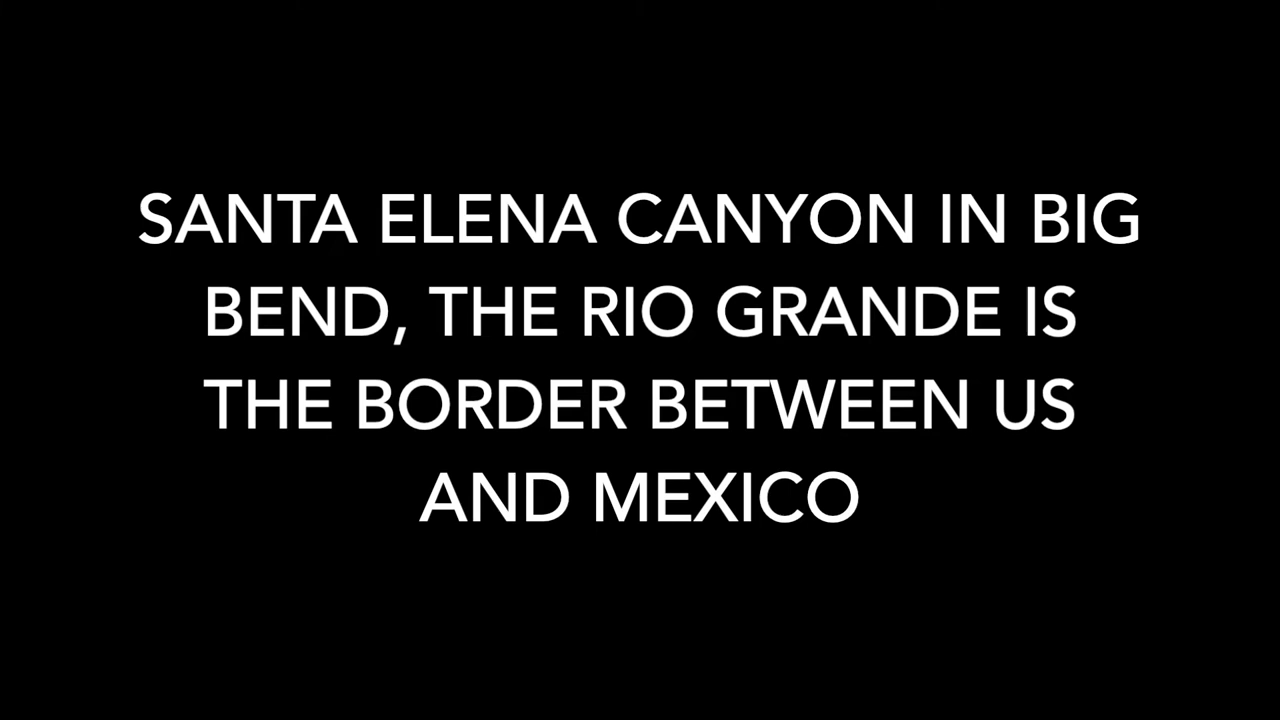 SANTA ELENA CANYON IN BIG
BEND, THE RIO GRANDE IS
THE BORDER BETWEEN US
AND MEXICO